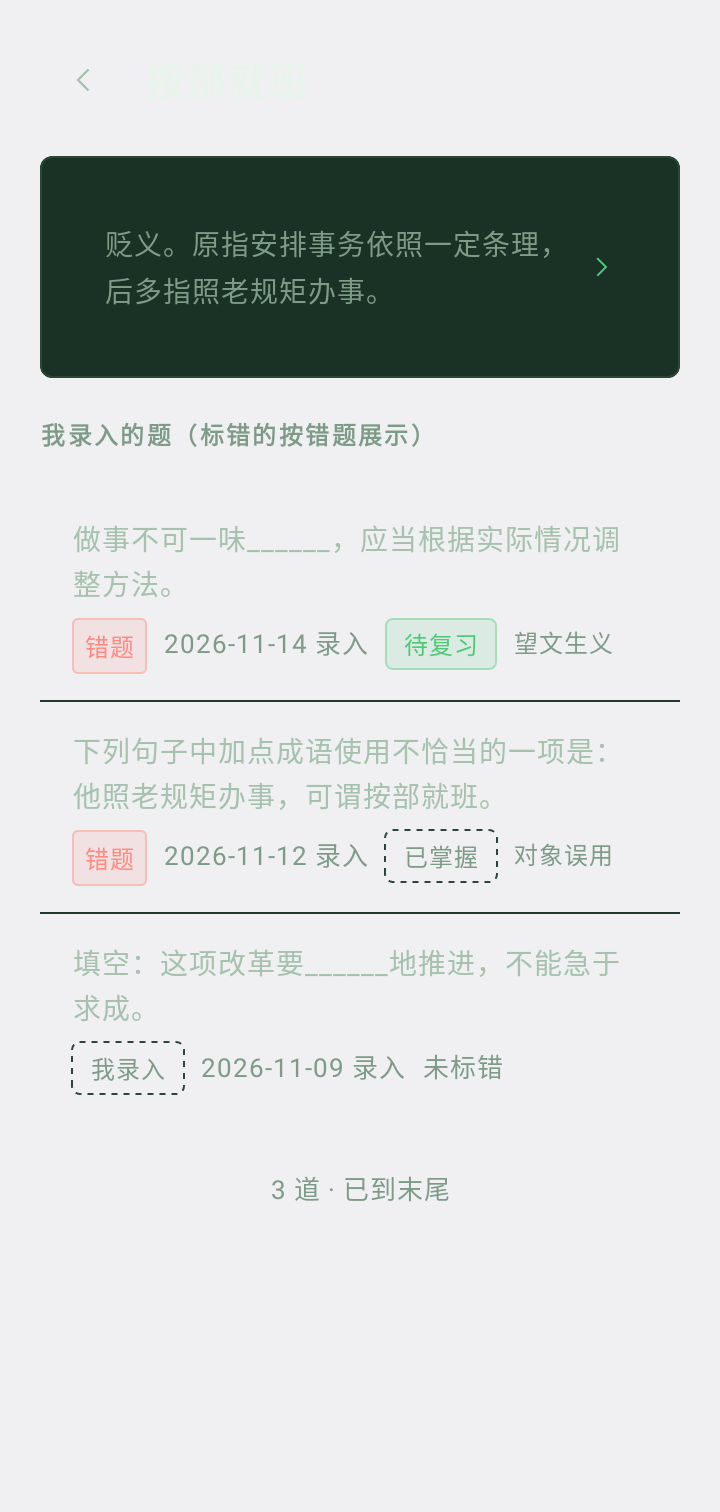 按部就班
贬义。原指安排事务依照一定条理，
后多指照老规矩办事。
我录入的题（标错的按错题展示）
做事不可一味______，应当根据实际情况调
整方法。
错题 2026-11-14 录入 待复习 望文生义
下列句子中加点成语使用不恰当的一项是：
他照老规矩办事，可谓按部就班。
错题 2026-11-12 录入 已掌握 对象误用
填空：这项改革要______地推进，不能急于
求成。
我录入 2026-11-09 录入 未标错
3 道 · 已到末尾